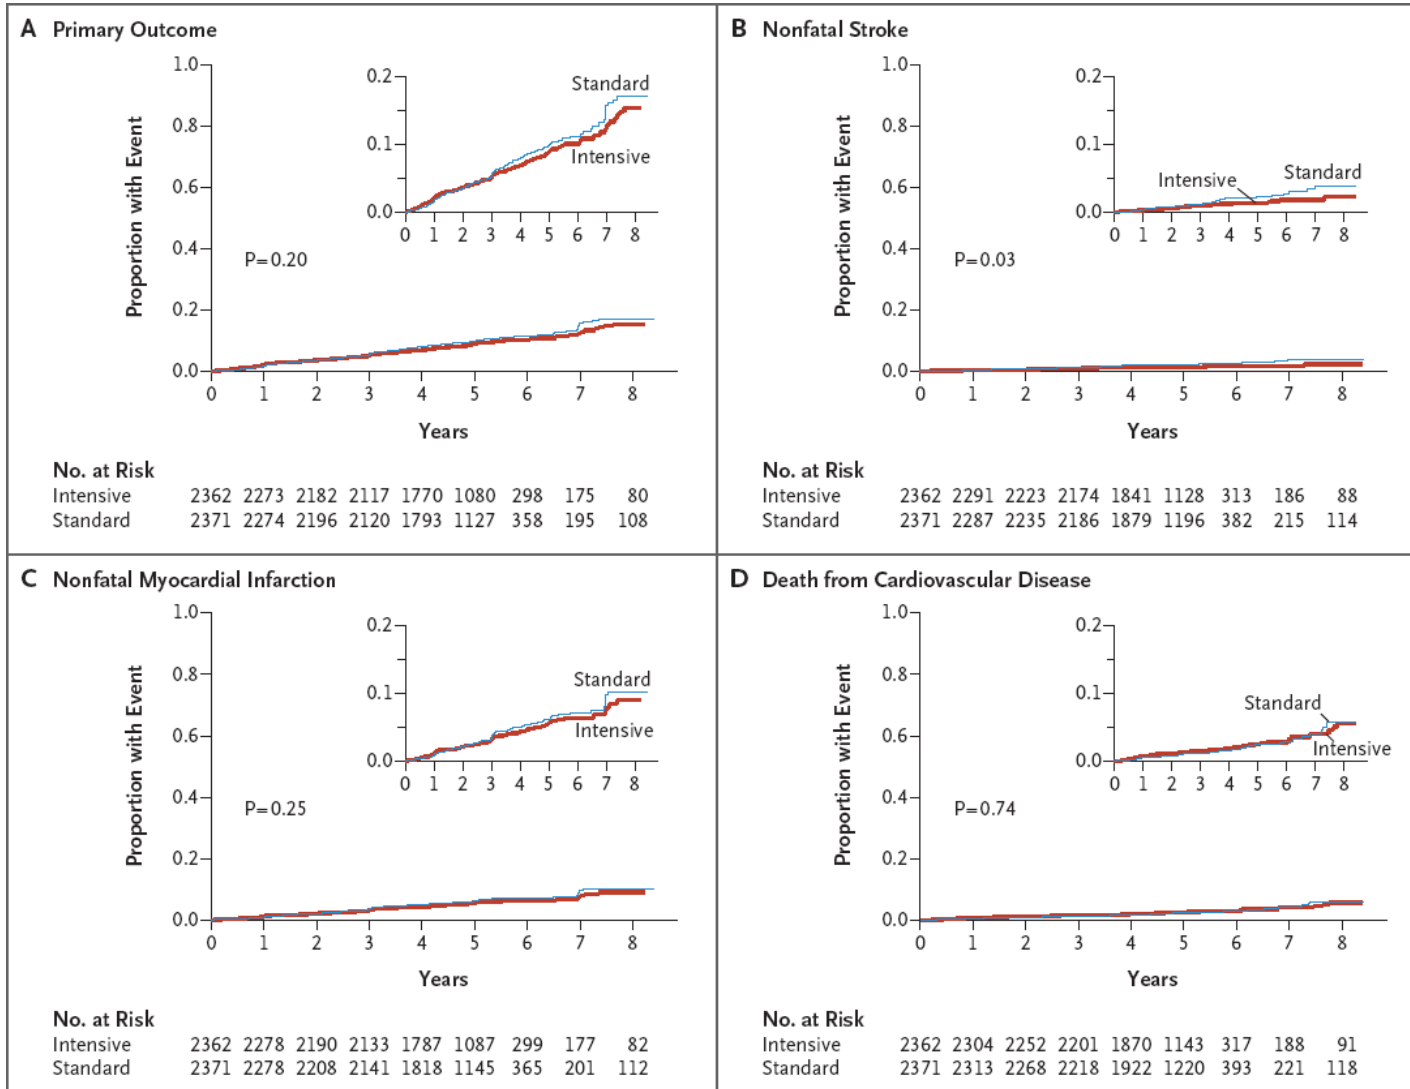 A Primary Outcome
Proportion with Event
1.0
0.8
0.6
0.4
0.2
0.0
P=0.20
0.2
0.1
0.0
Standard
Intensive
0 1 2 3 4 5 6 7 8
0 1 2 3 4 5 6 7 8
Years
No. at Risk
Intensive 2362 2273 2182 2117 1770 1080 298 175 80
Standard 2371 2274 2196 2120 1793 1127 358 195 108
B Nonfatal Stroke
Proportion with Event
1.0
0.8
0.6
0.4
0.2
0.0
P=0.03
0.2
0.1
0.0
Intensive
Standard
0 1 2 3 4 5 6 7 8
0 1 2 3 4 5 6 7 8
Years
No. at Risk
Intensive 2362 2291 2223 2174 1841 1128 313 186 88
Standard 2371 2287 2235 2186 1879 1196 382 215 114
C Nonfatal Myocardial Infarction
Proportion with Event
1.0
0.8
0.6
0.4
0.2
0.0
P=0.25
0.2
0.1
0.0
Standard
Intensive
0 1 2 3 4 5 6 7 8
0 1 2 3 4 5 6 7 8
Years
No. at Risk
Intensive 2362 2278 2190 2133 1787 1087 299 177 82
Standard 2371 2278 2208 2141 1818 1145 365 201 112
D Death from Cardiovascular Disease
Proportion with Event
1.0
0.8
0.6
0.4
0.2
0.0
P=0.74
0.2
0.1
0.0
Standard
Intensive
0 1 2 3 4 5 6 7 8
0 1 2 3 4 5 6 7 8
Years
No. at Risk
Intensive 2362 2304 2252 2201 1870 1143 317 188 91
Standard 2371 2313 2268 2218 1922 1220 393 221 118